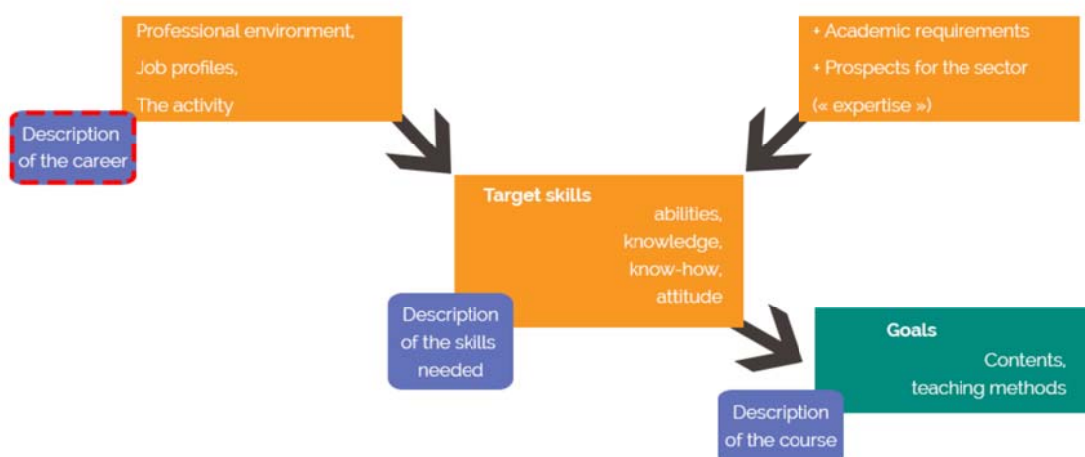 Professional environment,
Job profiles,
The activity
Description
of the career
+ Academic requirements
+ Prospects for the sector
(« expertise »)
Target skills
abilities,
knowledge,
know-how,
attitude
Description
of the skills
needed
Goals
Contents,
teaching methods
Description
of the course